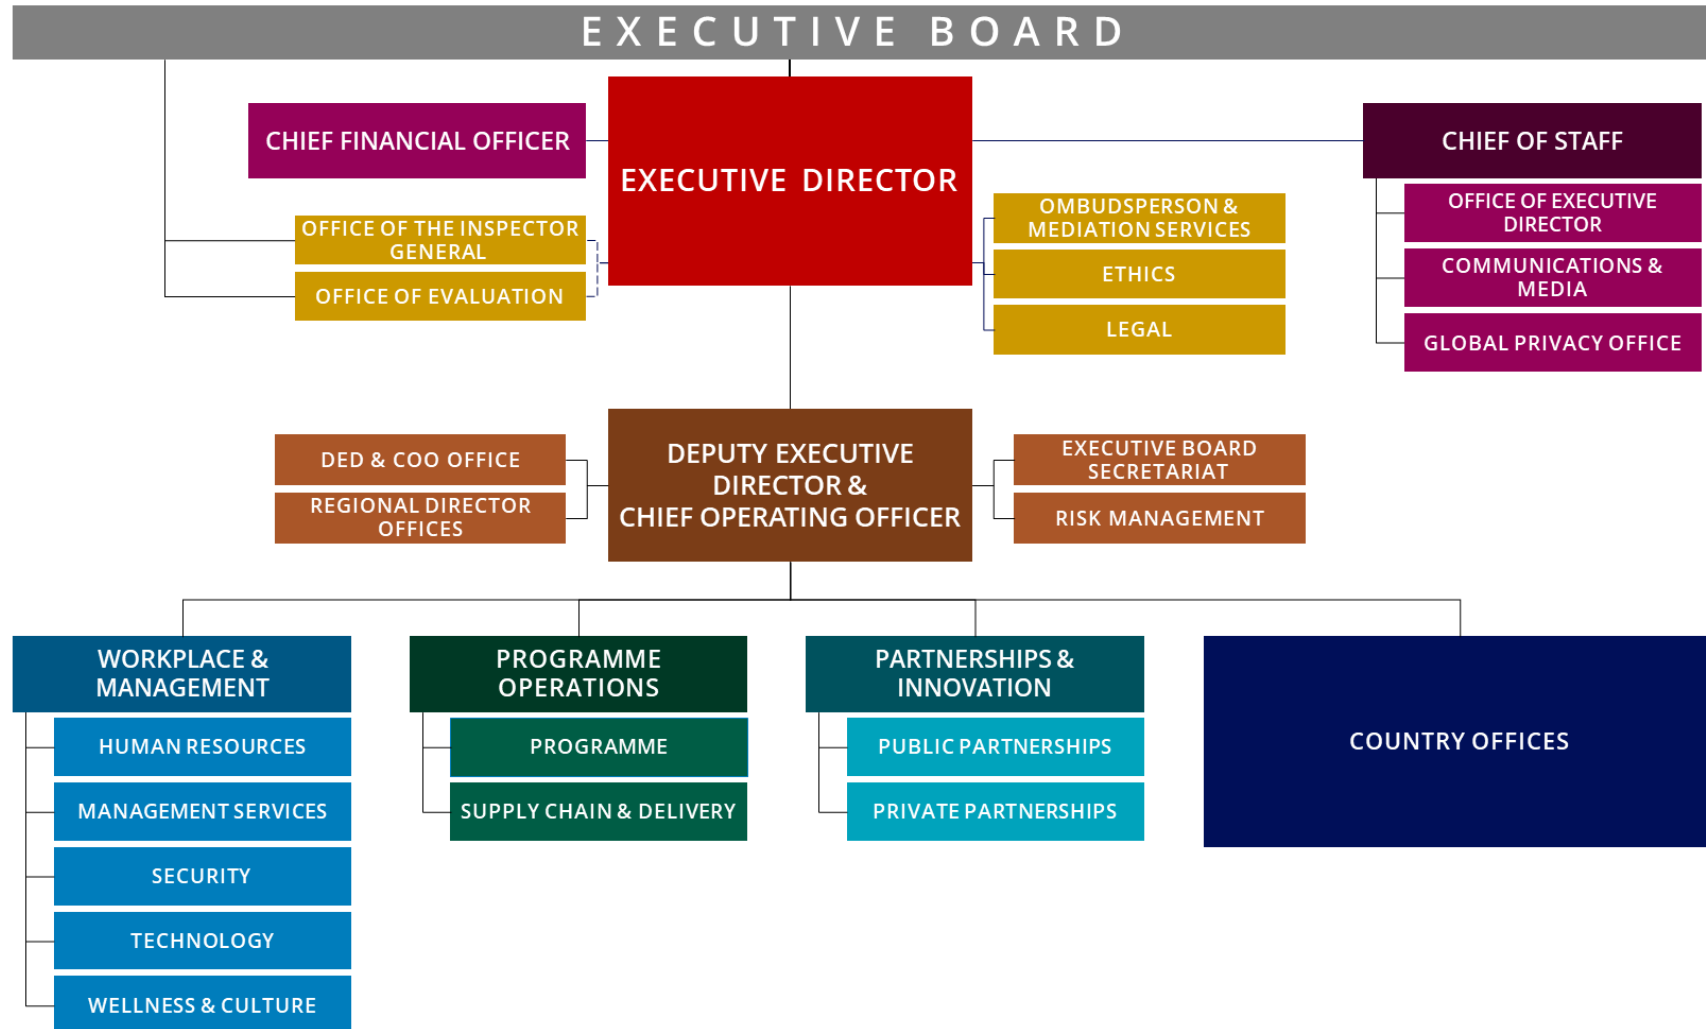 EXECUTIVE BOARD
CHIEF FINANCIAL OFFICER
EXECUTIVE DIRECTOR
CHIEF OF STAFF
OFFICE OF THE INSPECTOR
GENERAL
OFFICE OF EVALUATION
OMBUDSPERSON &
MEDIATION SERVICES
ETHICS
LEGAL
OFFICE OF EXECUTIVE
DIRECTOR
COMMUNICATIONS &
MEDIA
GLOBAL PRIVACY OFFICE
DED & COO OFFICE
REGIONAL DIRECTOR
OFFICES
DEPUTY EXECUTIVE
DIRECTOR &
CHIEF OPERATING OFFICER
EXECUTIVE BOARD
SECRETARIAT
RISK MANAGEMENT
WORKPLACE &
MANAGEMENT
HUMAN RESOURCES
MANAGEMENT SERVICES
SECURITY
TECHNOLOGY
WELLNESS & CULTURE
PROGRAMME
OPERATIONS
PROGRAMME
SUPPLY CHAIN & DELIVERY
PARTNERSHIPS &
INNOVATION
PUBLIC PARTNERSHIPS
PRIVATE PARTNERSHIPS
COUNTRY OFFICES